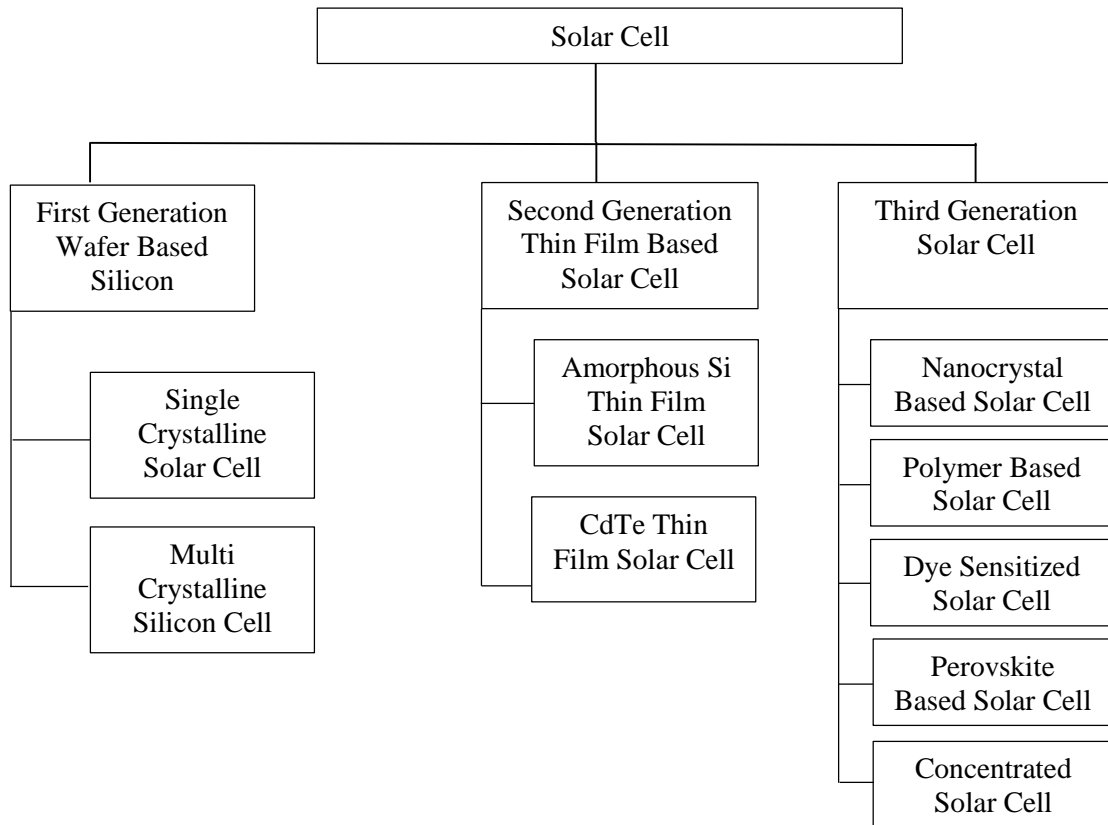 Solar Cell
First Generation
Wafer Based
Silicon
Second Generation
Thin Film Based
Solar Cell
Third Generation
Solar Cell
Single
Crystalline
Solar Cell
Multi
Crystalline
Silicon Cell
Amorphous Si
Thin Film
Solar Cell
CdTe Thin
Film Solar Cell
Nanocrystal
Based Solar Cell
Polymer Based
Solar Cell
Dye Sensitized
Solar Cell
Perovskite
Based Solar Cell
Concentrated
Solar Cell